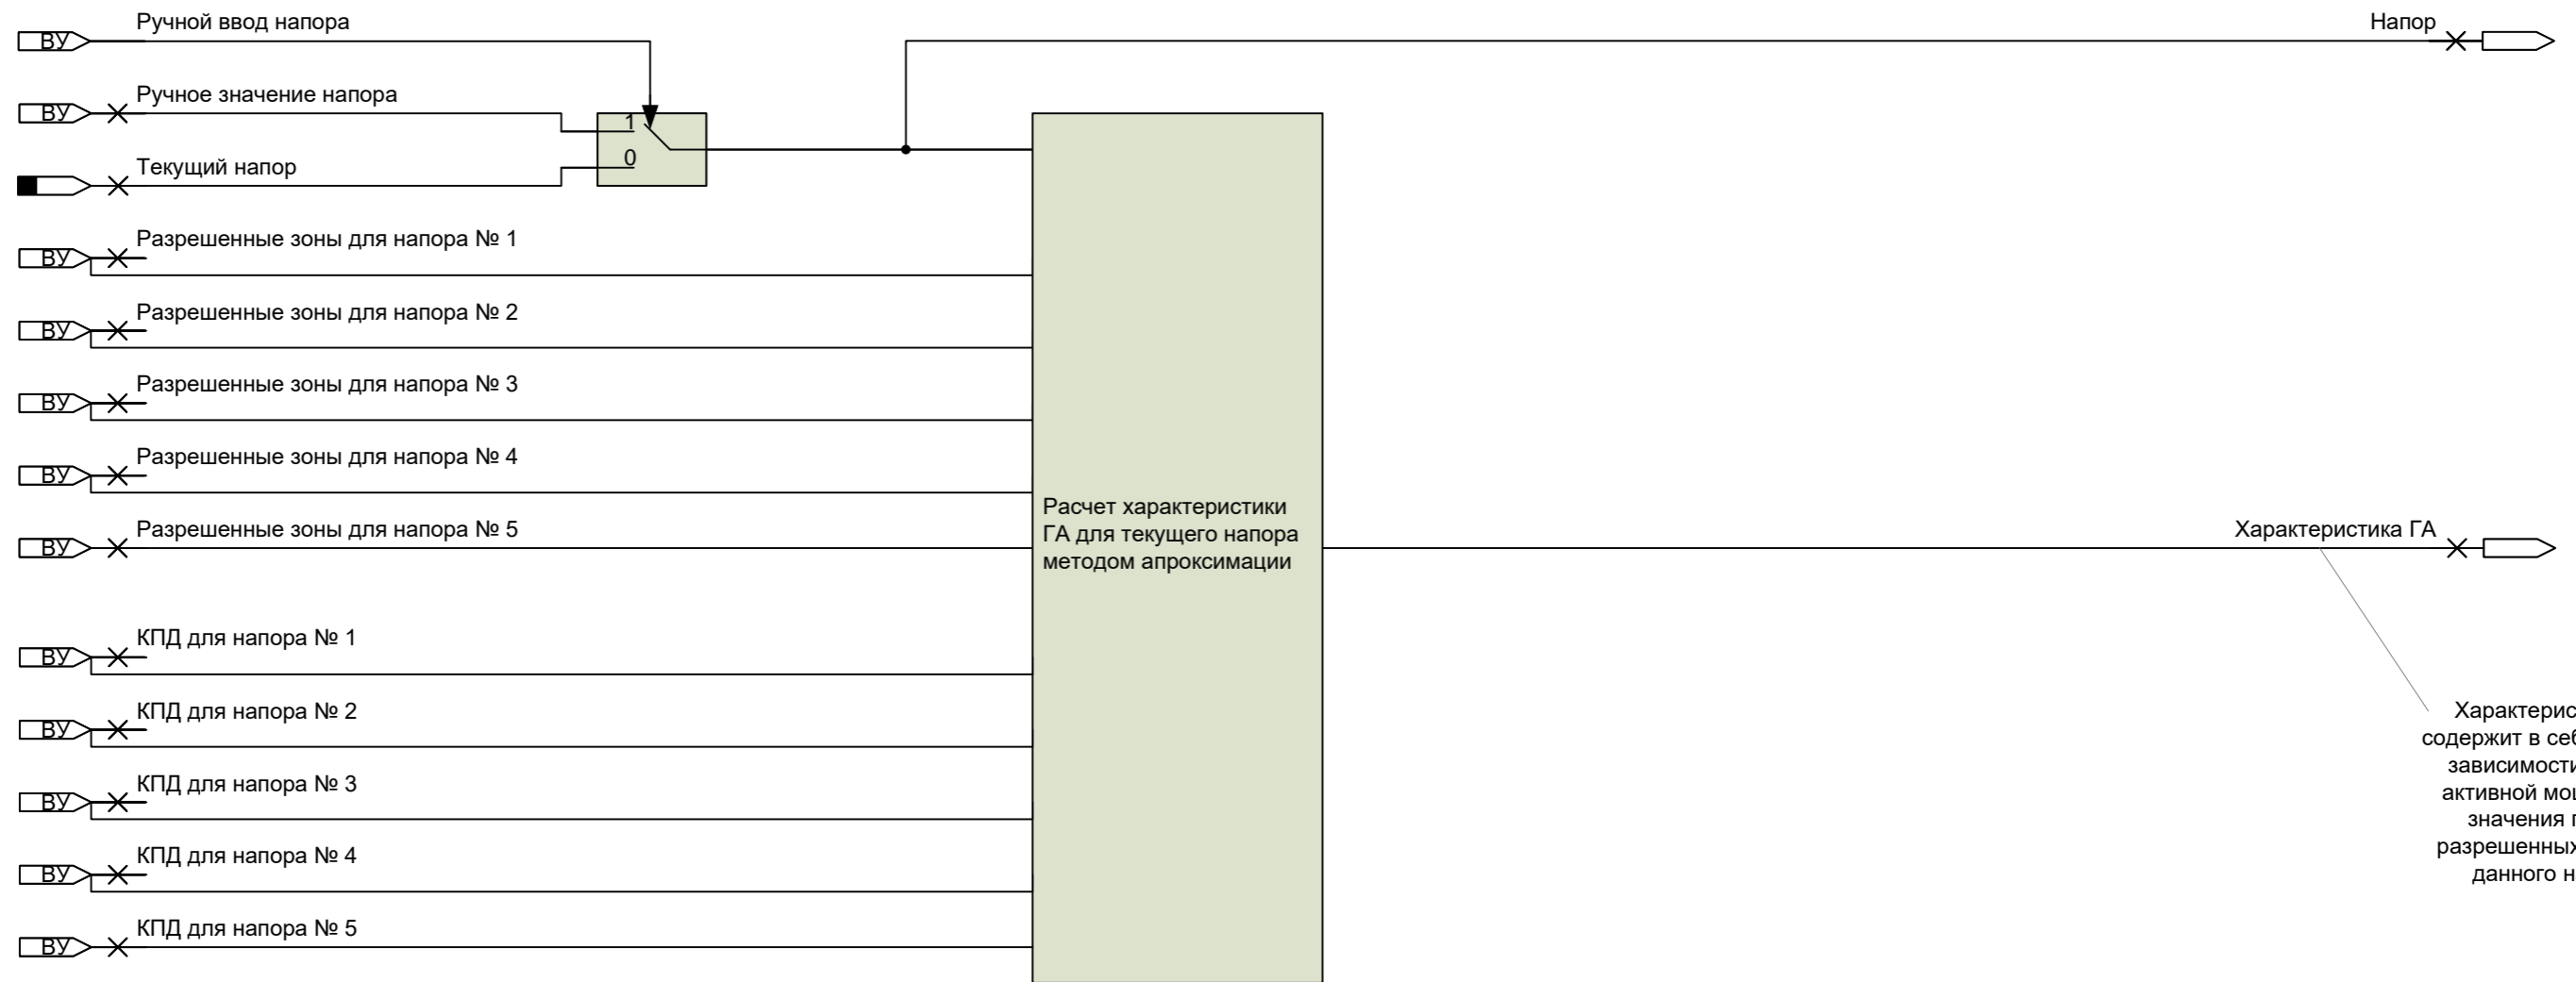 Ручной ввод напора
ВУ
Напор
Ручное значение напора
ВУ
1
Текущий напор
0
Разрешенные зоны для напора № 1
ВУ
Разрешенные зоны для напора № 2
ВУ
Разрешенные зоны для напора № 3
ВУ
Разрешенные зоны для напора № 4
ВУ
Расчет характеристики
ГА для текущего напора
методом апроксимации
Разрешенные зоны для напора № 5
ВУ
Характеристика ГА
КПД для напора № 1
ВУ
КПД для напора № 2
ВУ
КПД для напора № 3
ВУ
КПД для напора № 4
ВУ
КПД для напора № 5
ВУ
содержит в
зависимости
активной
значения
разрешенных
данного